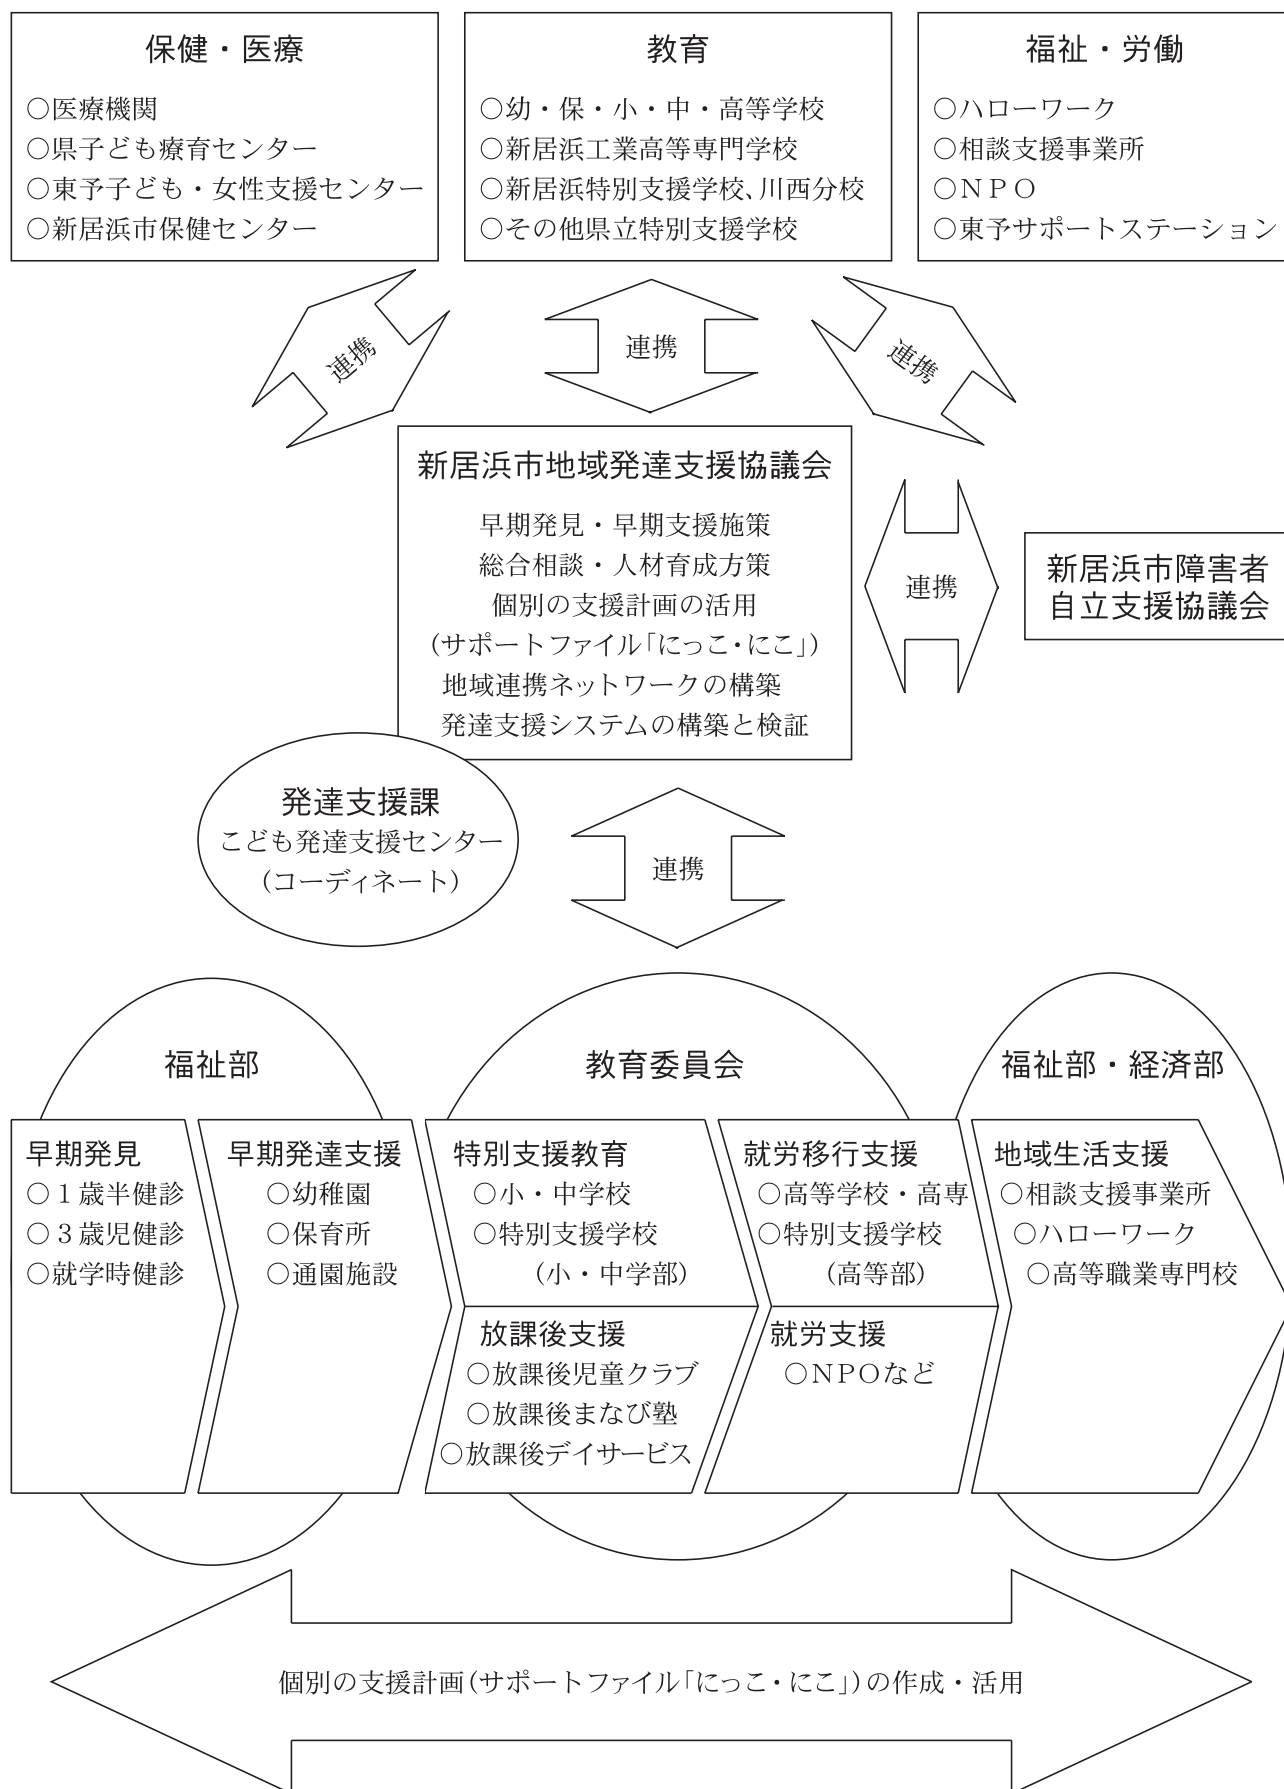 保健・医療
○医療機関
○県子ども療育センター
○東予子ども・女性支援センター
○新居浜市保健センター
教育
○幼・保・小・中・高等学校
○新居浜工業高等専門学校
○新居浜特別支援学校、川西分校
○その他県立特別支援学校
福祉・労働
○ハローワーク
○相談支援事業所
○ＮＰＯ
○東予サポートステーション
連携
連携
連携
新居浜市地域発達支援協議会
早期発見・早期支援施策
総合相談・人材育成方策
個別の支援計画の活用
(サポートファイル「にっこ・にこ」)
地域連携ネットワークの構築
発達支援システムの構築と検証
連携
新居浜市障害者
自立支援協議会
発達支援課
こども発達支援センター
(コーディネート)
連携
福祉部
教育委員会
福祉部・経済部
早期発見
○１歳半健診
○３歳児健診
○就学時健診
早期発達支援
○幼稚園
○保育所
○通園施設
特別支援教育
○小・中学校
○特別支援学校
(小・中学部)
放課後支援
○放課後児童クラブ
○放課後まなび塾
○放課後デイサービス
就労移行支援
○高等学校・高専
○特別支援学校
(高等部)
就労支援
○ＮＰＯなど
地域生活支援
○相談支援事業所
○ハローワーク
○高等職業専門校
個別の支援計画(サポートファイル「にっこ・にこ」)の作成・活用